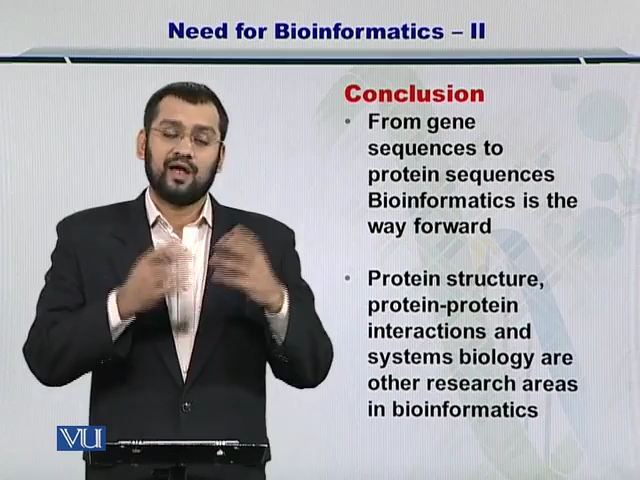 Need for Bioinformatics – II
Conclusion
• From gene
sequences to
protein sequences
Bioinformatics is the
way forward
• Protein structure,
protein-protein
interactions and
systems biology are
other research areas
in bioinformatics
VU